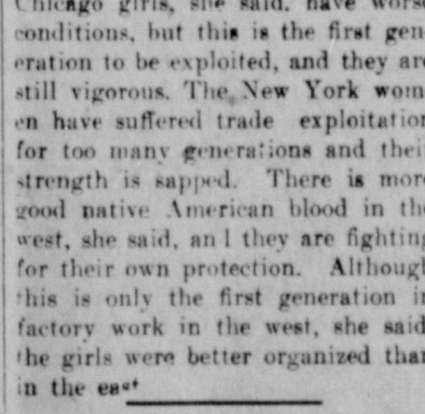 Chicago girls, she said, have worse
conditions, but this is the first gen
eration to be exploited, and they are
still vigorous. The New York wom
en have suffered trade exploitation
for too many generations and their
strength is sapped. There is more
good native American blood in the
west, she said, and they are fighting
for their own protection. Although
this is only the first generation in
factory work in the west, she said
the girls were better organized than
in the east